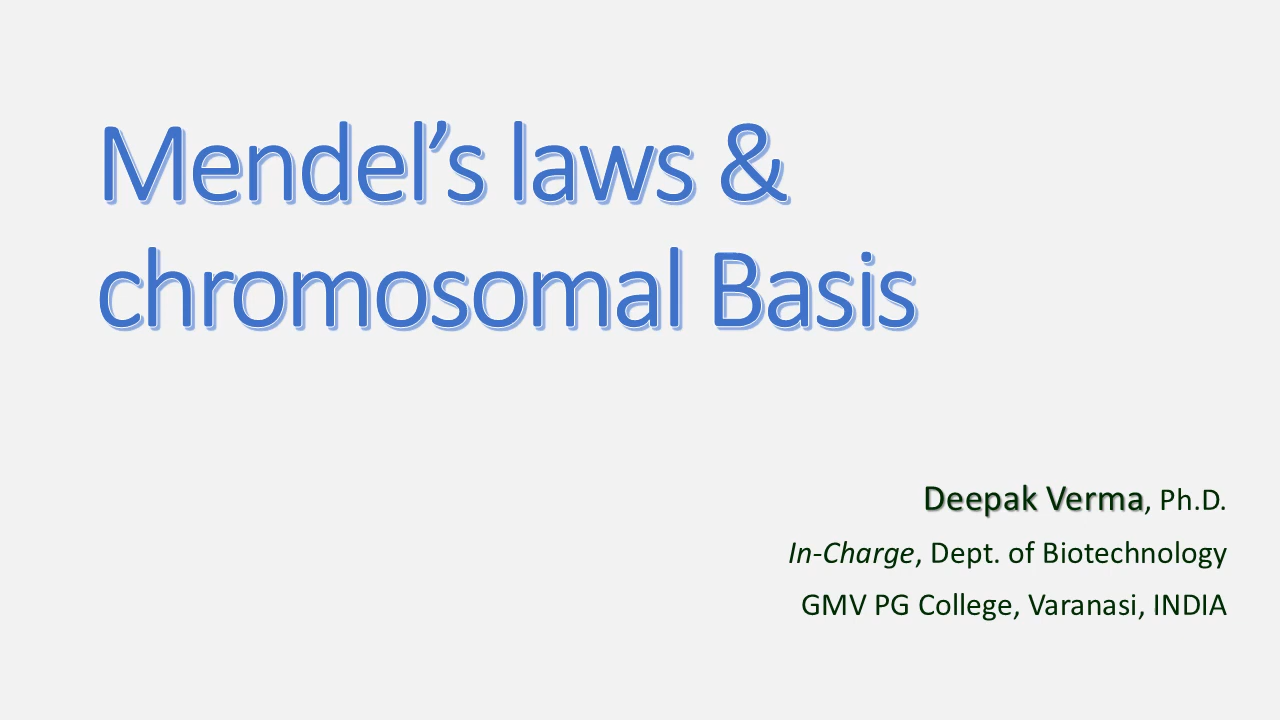 Mendel’s laws &
chromosomal Basis
Deepak Verma, Ph.D.
In-Charge, Dept. of Biotechnology
GMV PG College, Varanasi, INDIA